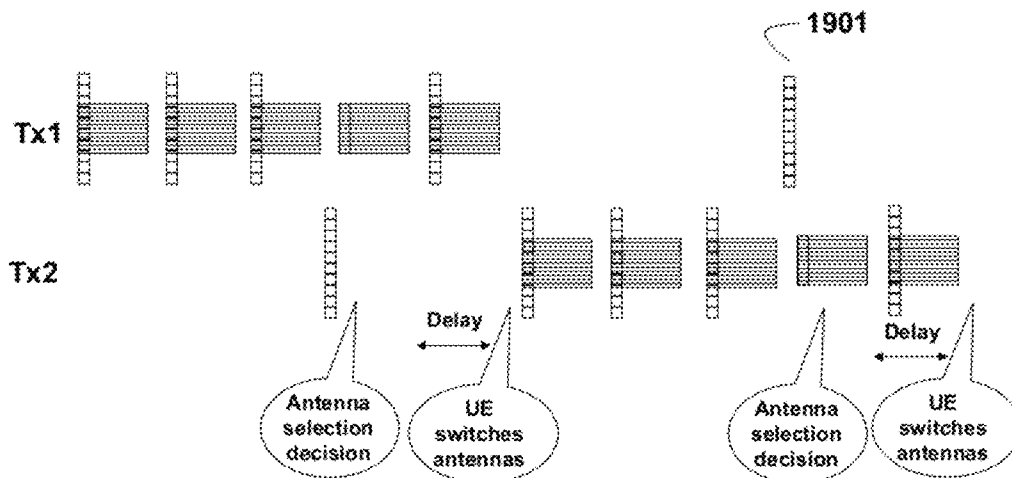 1901
Tx1
Tx2
Delay
Delay
Antenna
selection
decision
UE
switches
antennas
Antenna
selection
decision
UE
switches
antennas